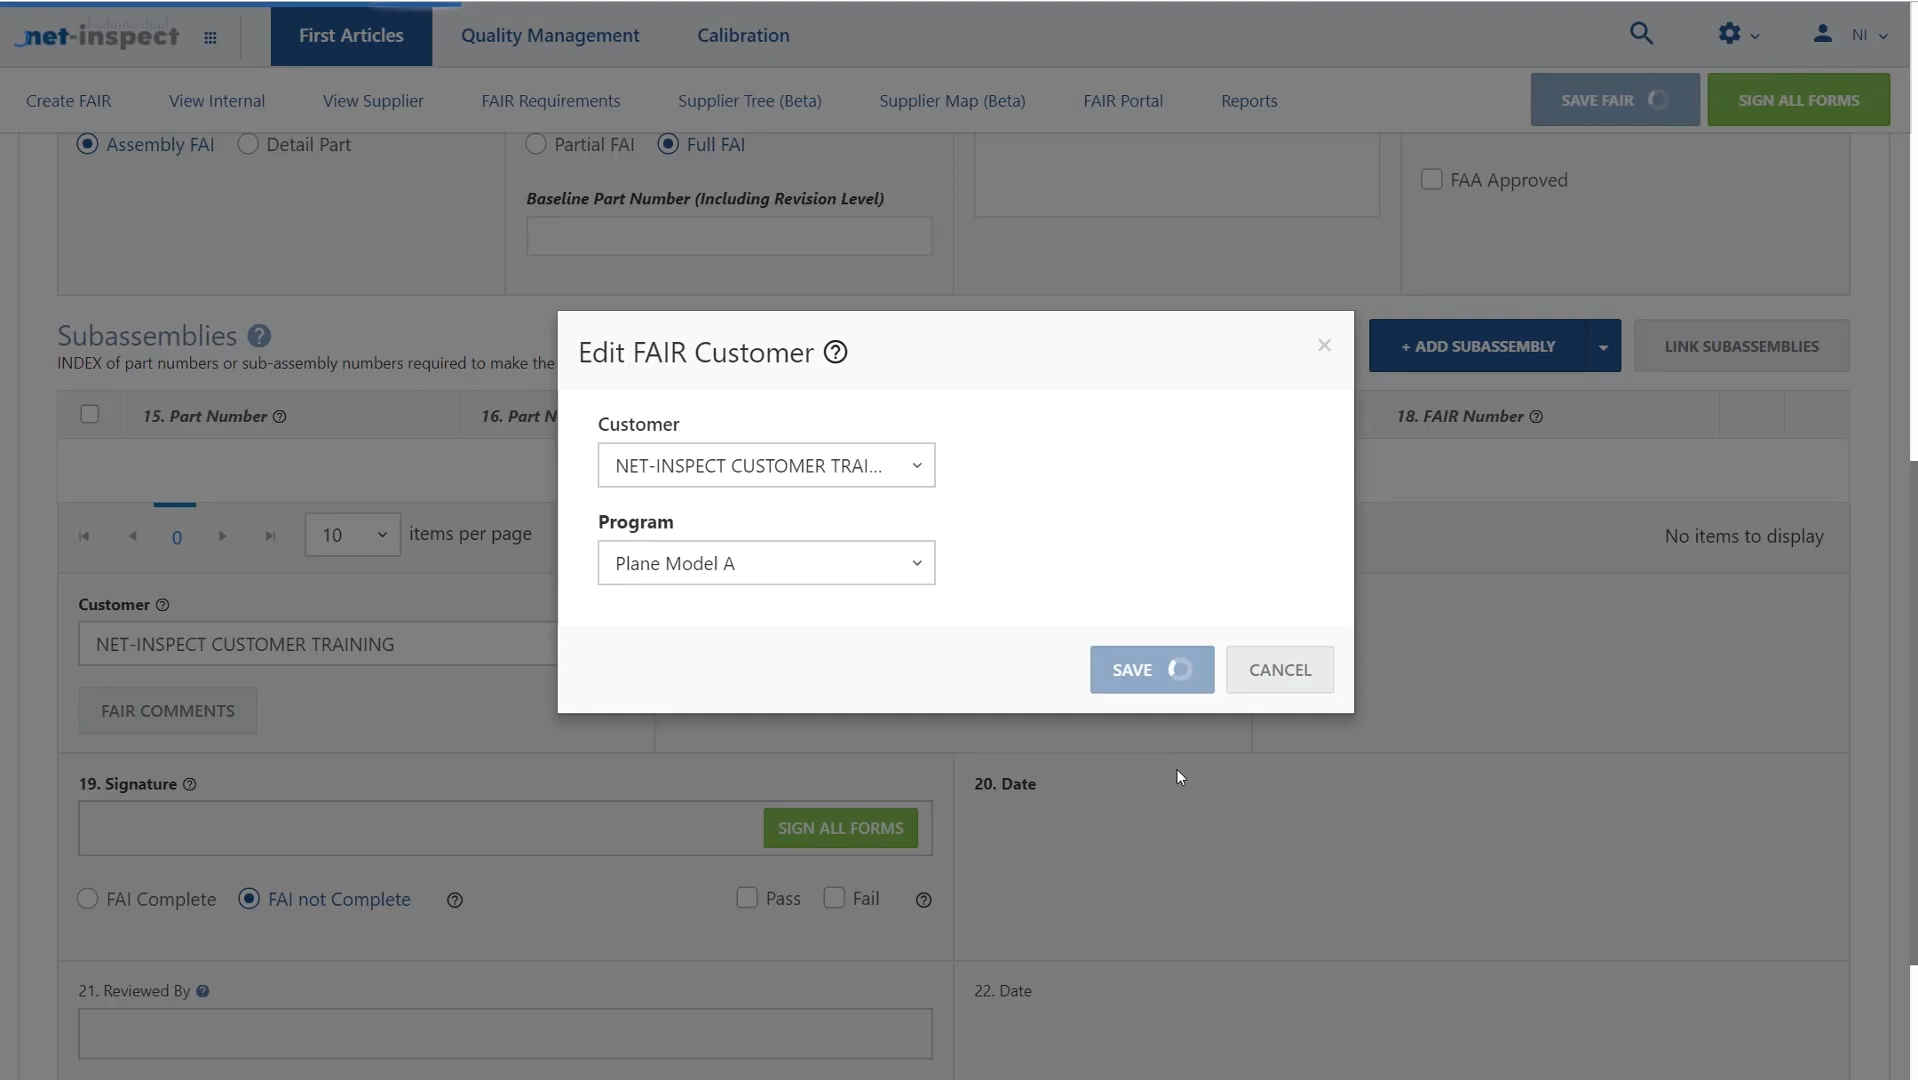 net-inspect
First Articles
Quality Management
Calibration
NI
Create FAIR
View Internal
View Supplier
FAIR Requirements
Supplier Tree (Beta)
Supplier Map (Beta)
FAIR Portal
Reports
SAVE FAIR
SIGN ALL FORMS
Assembly FAI
Detail Part
Partial FAI
Full FAI
Baseline Part Number (Including Revision Level)
FAA Approved
Subassemblies
INDEX of part numbers or sub-assembly numbers required to make the
+ ADD SUBASSEMBLY
LINK SUBASSEMBLIES
15. Part Number
16. Part N
18. FAIR Number
0
10
items per page
No items to display
Edit FAIR Customer
Customer
NET-INSPECT CUSTOMER TRAI...
Program
Plane Model A
SAVE
CANCEL
Customer
NET-INSPECT CUSTOMER TRAINING
FAIR COMMENTS
19. Signature
SIGN ALL FORMS
20. Date
FAI Complete
FAI not Complete
Pass
Fail
21. Reviewed By
22. Date